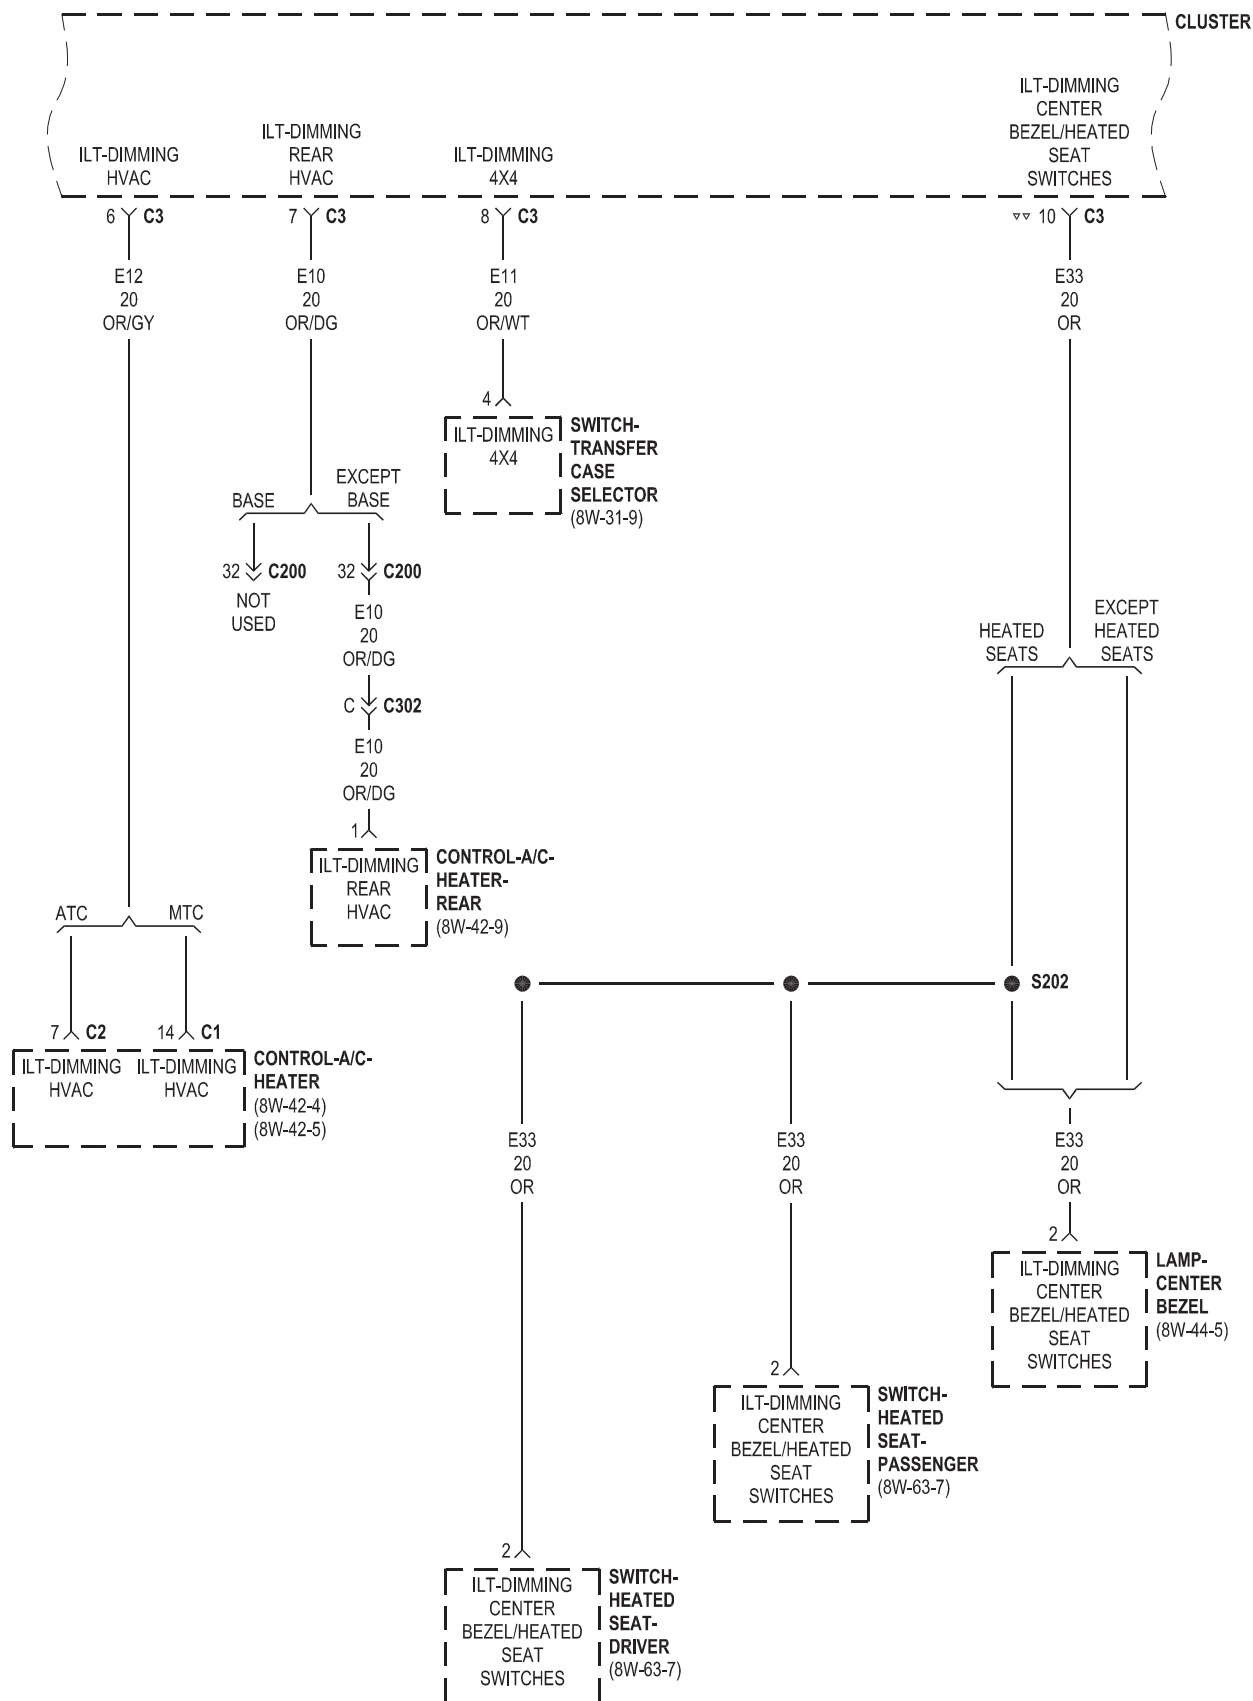 CLUSTER
ILT-DIMMING
HVAC
ILT-DIMMING
REAR
HVAC
ILT-DIMMING
4X4
ILT-DIMMING
CENTER
BEZEL/HEATED
SEAT
SWITCHES
6 C3
7 C3
8 C3
▿▿ 10 C3
E12
20
OR/GY
E10
20
OR/DG
E11
20
OR/WT
E33
20
OR
4
ILT-DIMMING
4X4
SWITCH-
TRANSFER
CASE
SELECTOR
(8W-31-9)
BASE
EXCEPT
BASE
32 C200
NOT
USED
32 C200
E10
20
OR/DG
C C302
E10
20
OR/DG
1
ILT-DIMMING
REAR
HVAC
CONTROL-A/C-
HEATER-
REAR
(8W-42-9)
HEATED
SEATS
EXCEPT
HEATED
SEATS
ATC
MTC
7 C2
14 C1
ILT-DIMMING
HVAC
ILT-DIMMING
HVAC
CONTROL-A/C-
HEATER
(8W-42-4)
(8W-42-5)
S202
E33
20
OR
E33
20
OR
E33
20
OR
2
ILT-DIMMING
CENTER
BEZEL/HEATED
SEAT
SWITCHES
LAMP-
CENTER
BEZEL
(8W-44-5)
2
ILT-DIMMING
CENTER
BEZEL/HEATED
SEAT
SWITCHES
SWITCH-
HEATED
SEAT-
PASSENGER
(8W-63-7)
2
ILT-DIMMING
CENTER
BEZEL/HEATED
SEAT
SWITCHES
SWITCH-
HEATED
SEAT-
DRIVER
(8W-63-7)